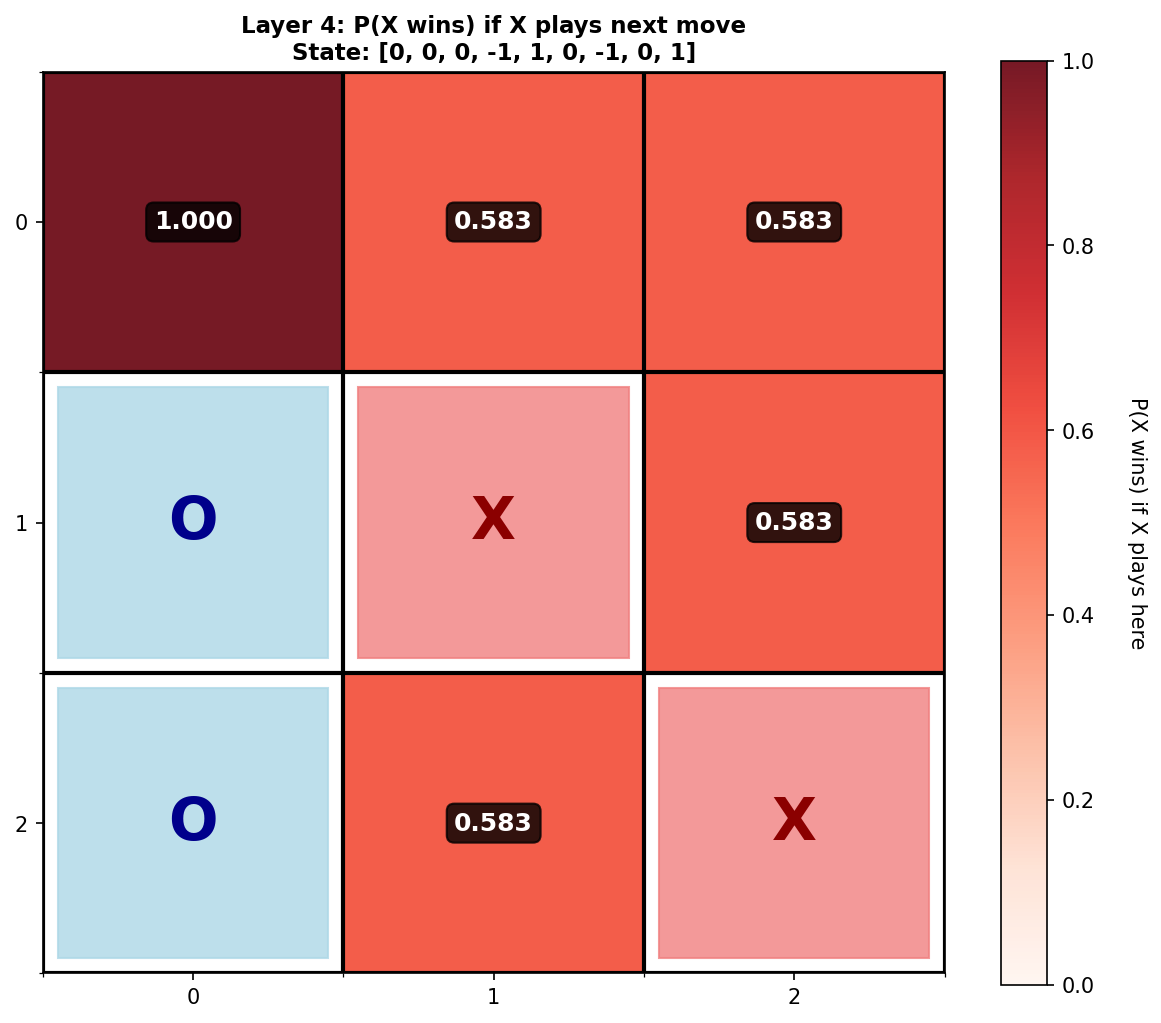 Layer 4: P(X wins) if X plays next move
State: [0, 0, 0, -1, 1, 0, -1, 0, 1]
1.000 0.583 0.583
O X 0.583
O 0.583 X
0
1
2
0 1 2
1.0
0.8
0.6
0.4
0.2
0.0
P(X wins) if X plays here